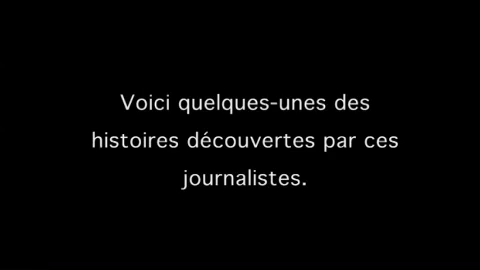 Voici quelques-unes des
histoires découvertes par ces
journalistes.